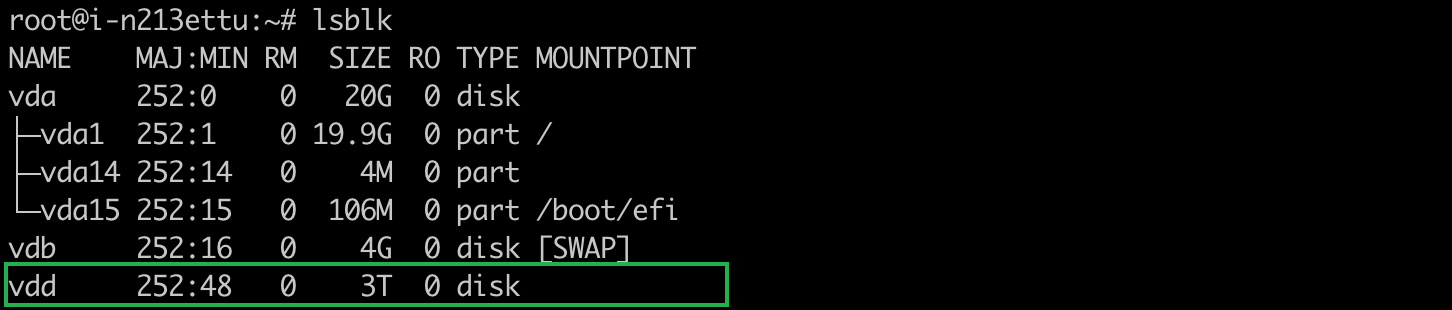 root@i-n213ettu:~# lsblk
NAME    MAJ:MIN RM  SIZE RO TYPE MOUNTPOINT
vda     252:0    0   20G  0 disk
├─vda1  252:1    0 19.9G  0 part /
├─vda14 252:14   0    4M  0 part
└─vda15 252:15   0  106M  0 part /boot/efi
vdb     252:16   0    4G  0 disk [SWAP]
vdd     252:48   0    3T  0 disk